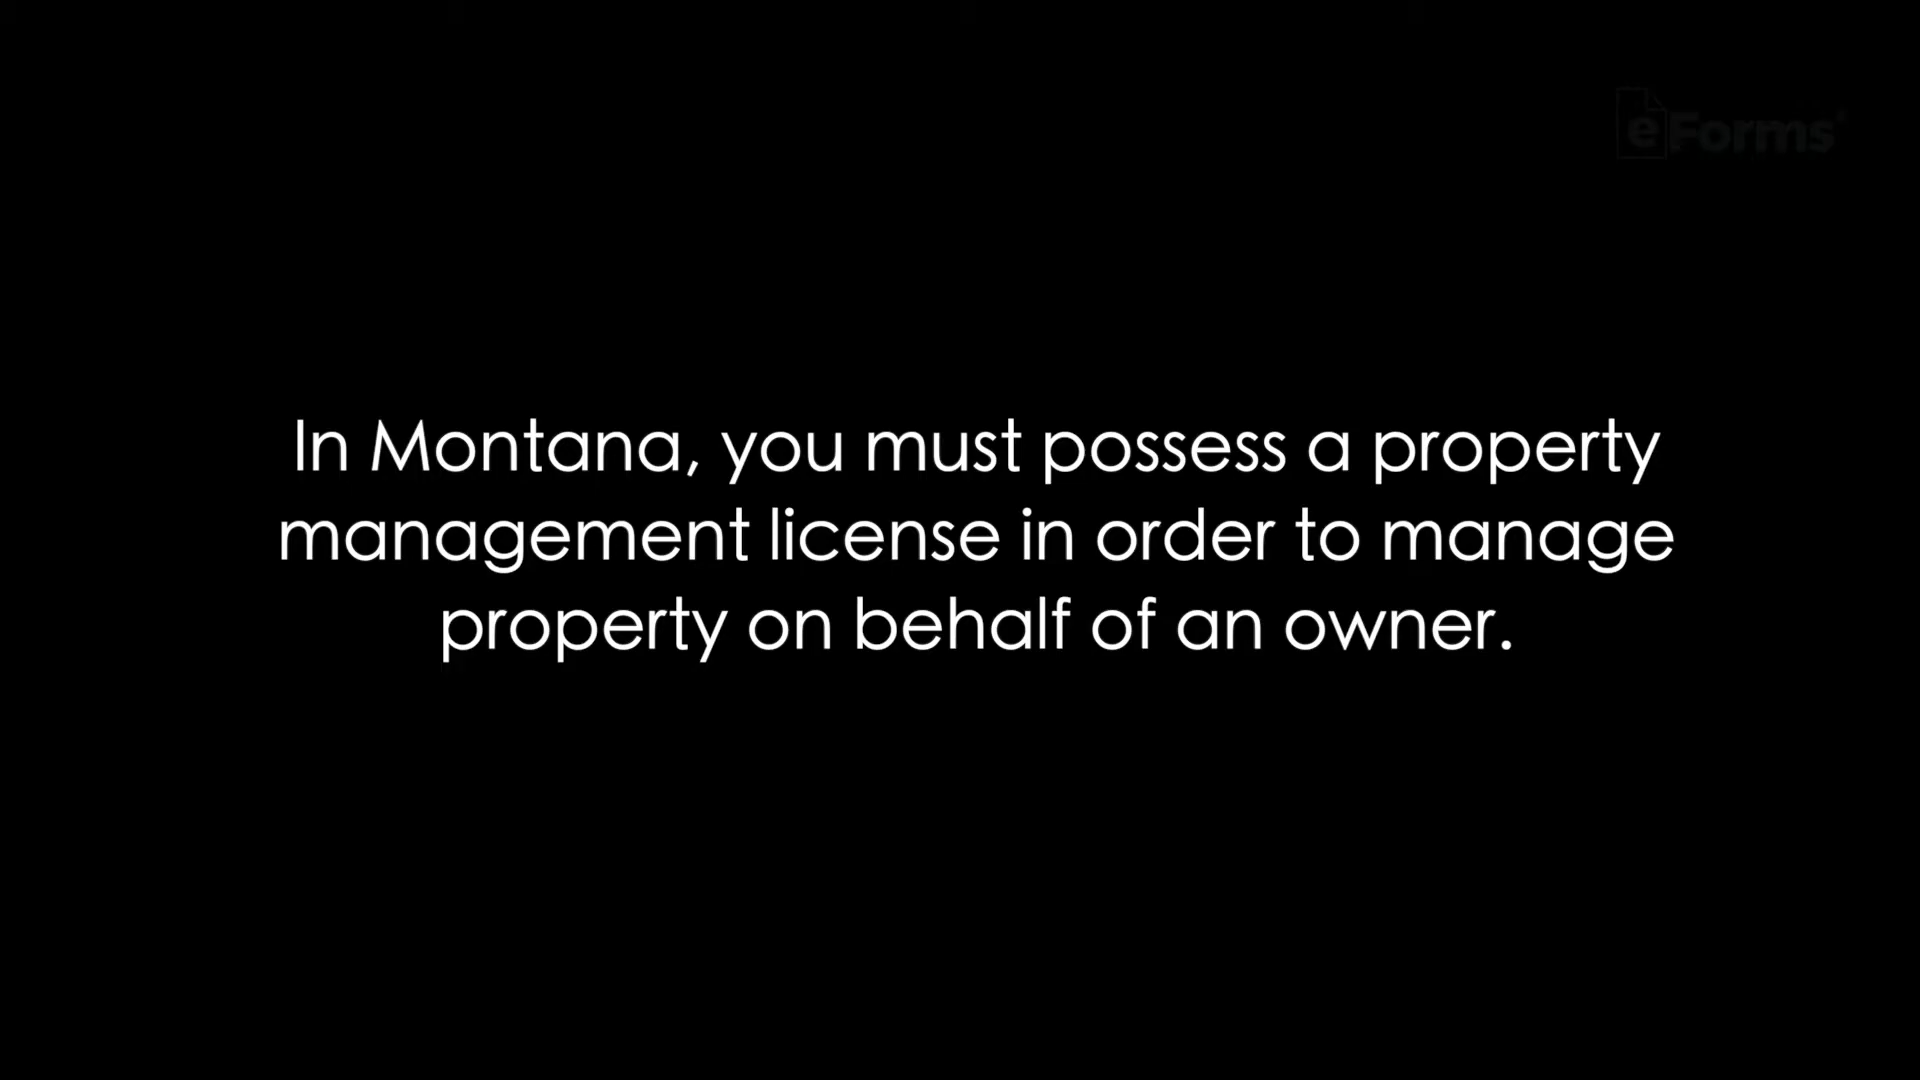 eForms
In Montana, you must possess a property
management license in order to manage
property on behalf of an owner.